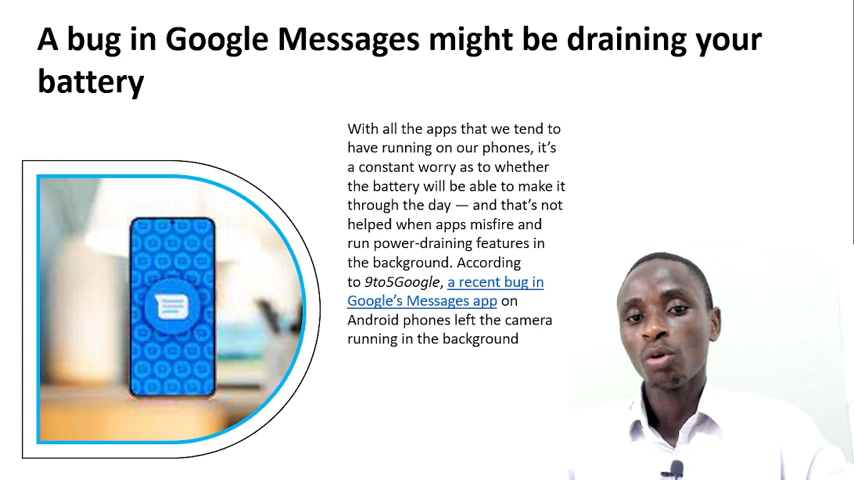 A bug in Google Messages might be draining your
battery
With all the apps that we tend to
have running on our phones, it’s
a constant worry as to whether
the battery will be able to make it
through the day — and that’s not
helped when apps misfire and
run power-draining features in
the background. According
to 9to5Google, a recent bug in
Google’s Messages app on
Android phones left the camera
running in the background